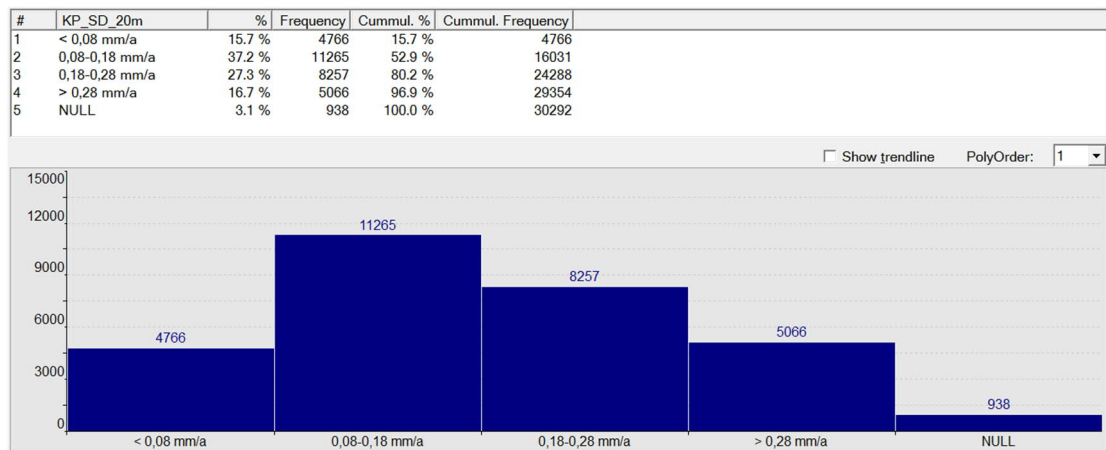 # KP_SD_20m % Frequency Cummul. % Cummul. Frequency
1 < 0,08 mm/a 15.7 % 4766 15.7 % 4766
2 0,08-0,18 mm/a 37.2 % 11265 52.9 % 16031
3 0,18-0,28 mm/a 27.3 % 8257 80.2 % 24288
4 > 0,28 mm/a 16.7 % 5066 96.9 % 29354
5 NULL 3.1 % 938 100.0 % 30292
Show trendline PolyOrder: 1
15000
12000
11265
9000
8257
6000
4766
5066
3000
938
0
< 0,08 mm/a 0,08-0,18 mm/a 0,18-0,28 mm/a > 0,28 mm/a NULL